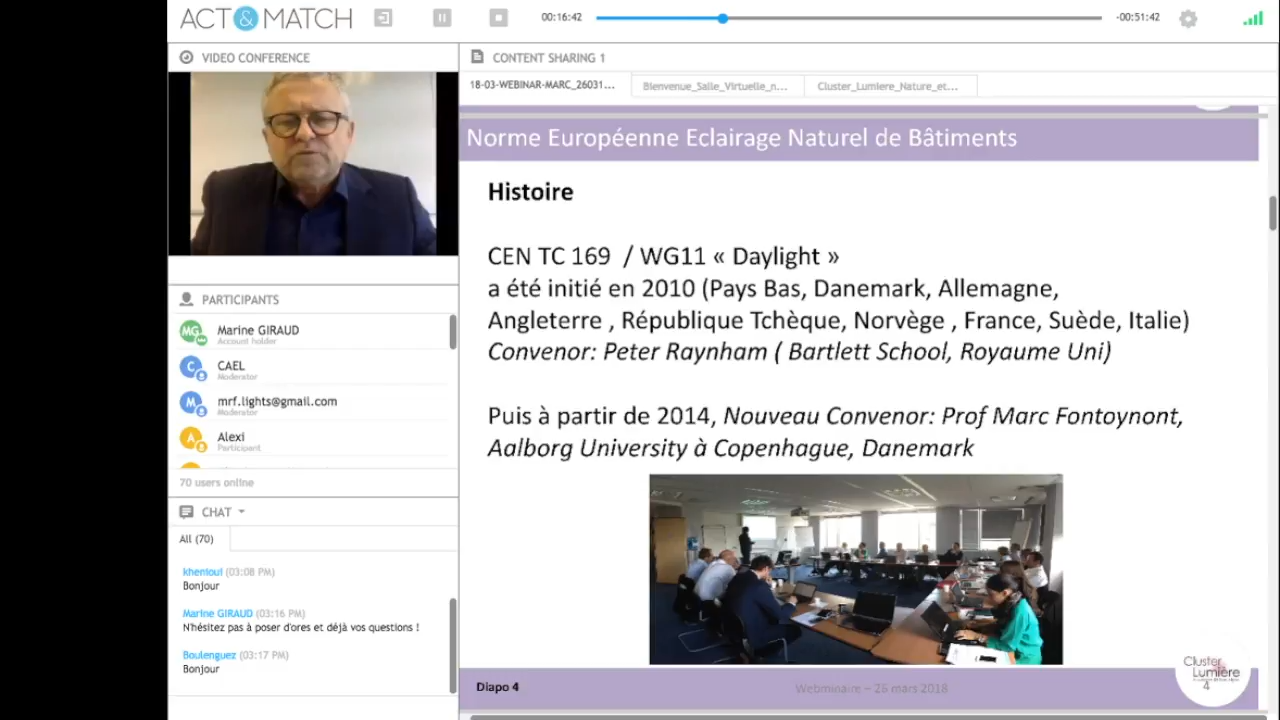 ACT & MATCH
00:16:42
-00:51:42
VIDEO CONFERENCE
CONTENT SHARING 1
18-03-WEBINAR-MARC_26031...
Bienvenue_Salle_Virtuelle_n...
Cluster_Lumiere_Nature_et...
Norme Européenne Eclairage Naturel de Bâtiments
Histoire
CEN TC 169 / WG11 « Daylight »
a été initié en 2010 (Pays Bas, Danemark, Allemagne,
Angleterre , République Tchèque, Norvège , France, Suède, Italie)
Convenor: Peter Raynham ( Bartlett School, Royaume Uni)
Puis à partir de 2014, Nouveau Convenor: Prof Marc Fontoynont,
Aalborg University à Copenhague, Danemark
Diapo 4
Webminaire – 26 mars 2018
Cluster
Lumière
4
PARTICIPANTS
MG
Marine GIRAUD
Account holder
C
CAEL
Moderator
M
mrf.lights@gmail.com
Moderator
A
Alexi
Participant
70 users online
CHAT
All (70)
khenioui (03:08 PM)
Bonjour
Marine GIRAUD (03:16 PM)
N'hésitez pas à poser d'ores et déjà vos questions !
Boulenguez (03:17 PM)
Bonjour